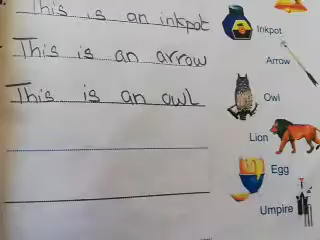 This is an inkpot
Inkpot
This is an arrow
Arrow
This is an owl
Owl
Lion
Egg
Umpire